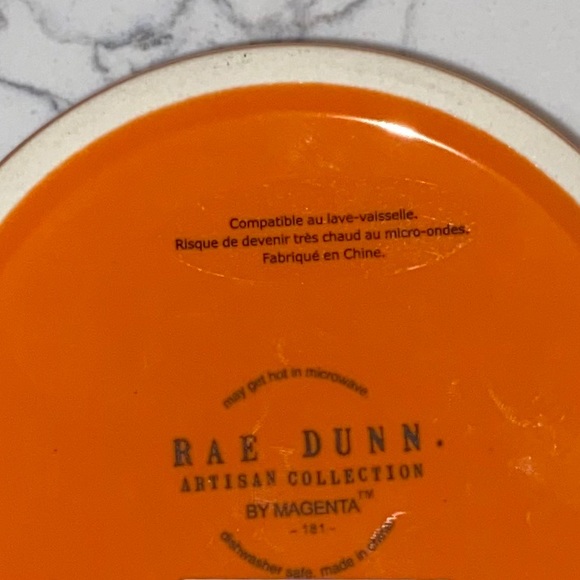 Compatible au lave-vaisselle.
Risque de devenir très chaud au micro-ondes.
Fabriqué en Chine.
may get hot in microwave.
RAE DUNN.
ARTISAN COLLECTION
BY MAGENTA™
- 181 -
dishwasher safe. made in china